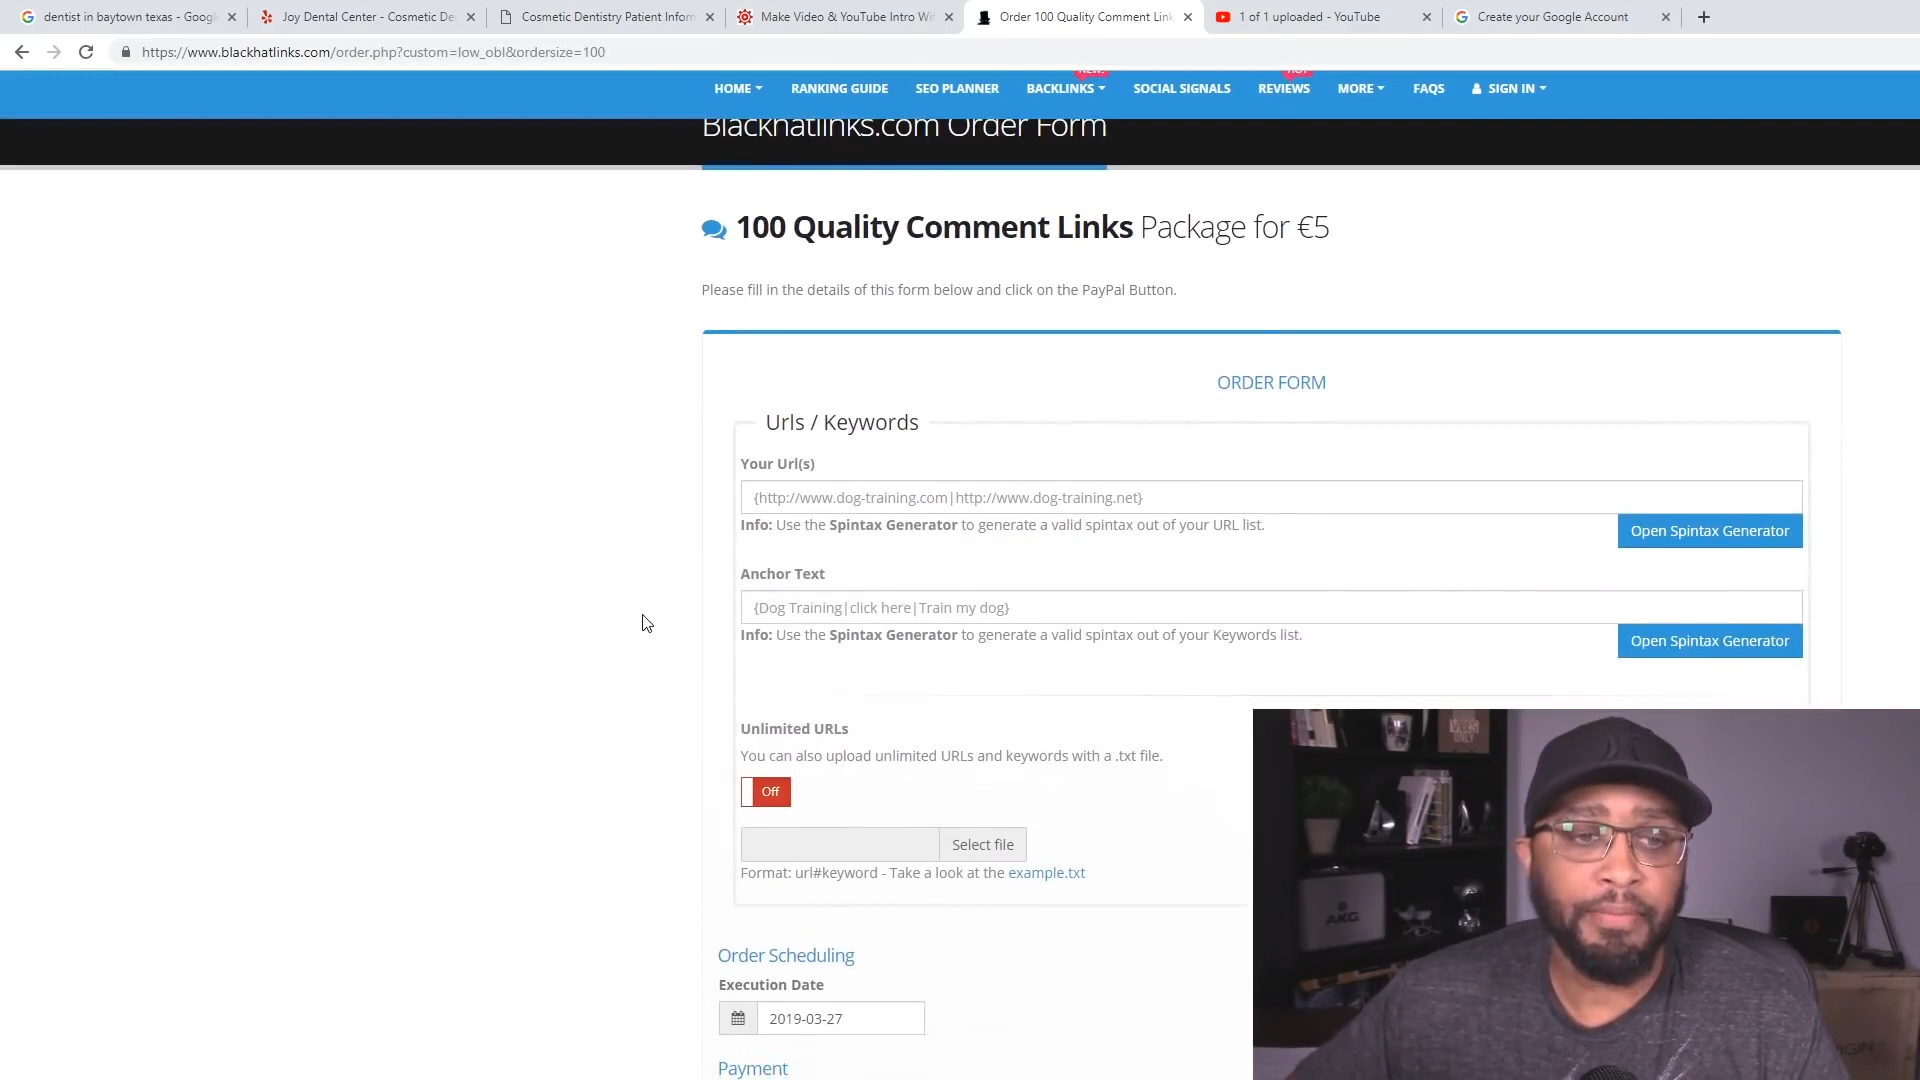 dentist in baytown texas - Googl
Joy Dental Center - Cosmetic De
Cosmetic Dentistry Patient Inform
Make Video & YouTube Intro Wit
Order 100 Quality Comment Link
1 of 1 uploaded - YouTube
Create your Google Account
https://www.blackhatlinks.com/order.php?custom=low_obl&ordersize=100
HOME RANKING GUIDE SEO PLANNER BACKLINKS SOCIAL SIGNALS REVIEWS MORE FAQS SIGN IN
Blackhatlinks.com Order Form
100 Quality Comment Links Package for €5
Please fill in the details of this form below and click on the PayPal Button.
ORDER FORM
Urls / Keywords
Your Url(s)
{http://www.dog-training.com|http://www.dog-training.net}
Info: Use the Spintax Generator to generate a valid spintax out of your URL list.
Open Spintax Generator
Anchor Text
{Dog Training|click here|Train my dog}
Info: Use the Spintax Generator to generate a valid spintax out of your Keywords list.
Open Spintax Generator
Unlimited URLs
You can also upload unlimited URLs and keywords with a .txt file.
Off
Select file
Format: url#keyword - Take a look at the example.txt
Order Scheduling
Execution Date
2019-03-27
Payment
AKG